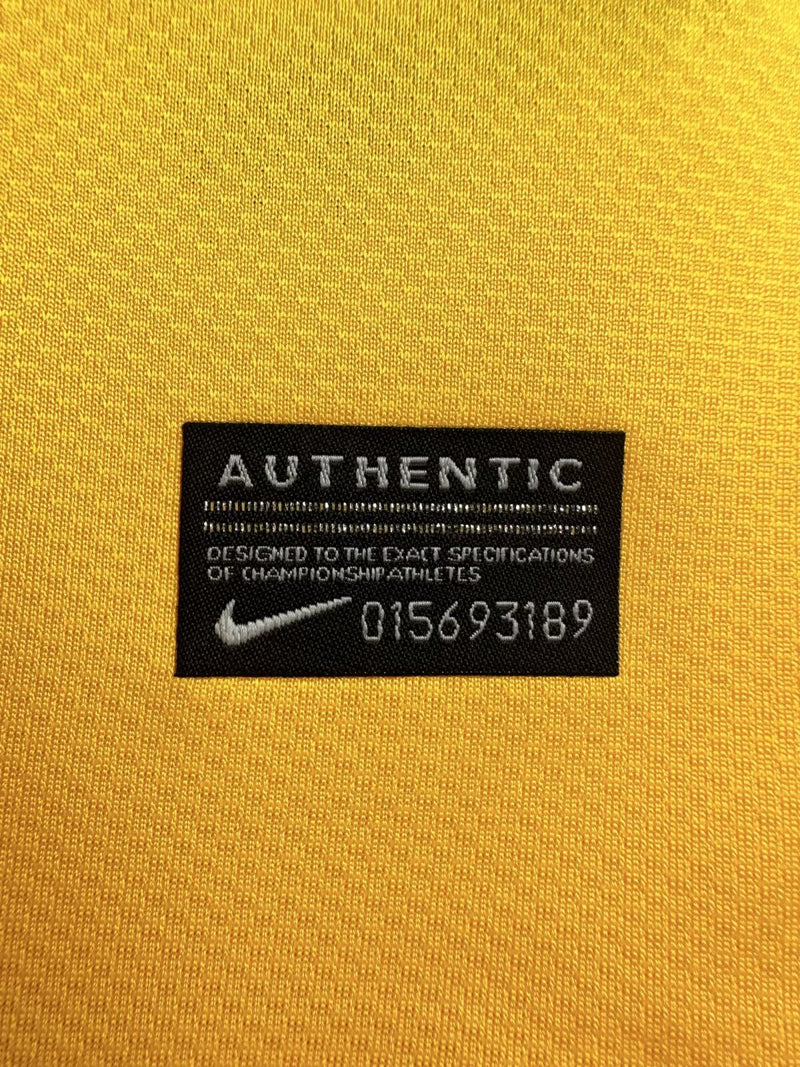 AUTHENTIC
DESIGNED TO THE EXACT SPECIFICATIONS
OF CHAMPIONSHIP ATHLETES
015693189